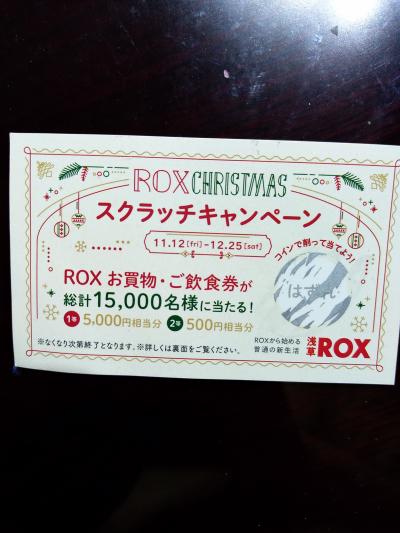 ROX CHRISTMAS
スクラッチキャンペーン
11.12[fri]-12.25[sat]
コインで削って当てよう!
はずれ
ROX お買物・ご飲食券が
総計15,000名様に当たる!
1等 5,000円相当分・2等 500円相当分
※なくなり次第終了となります。※詳しくは裏面をご覧ください。
ROXから始める
普通の新生活
浅草ROX